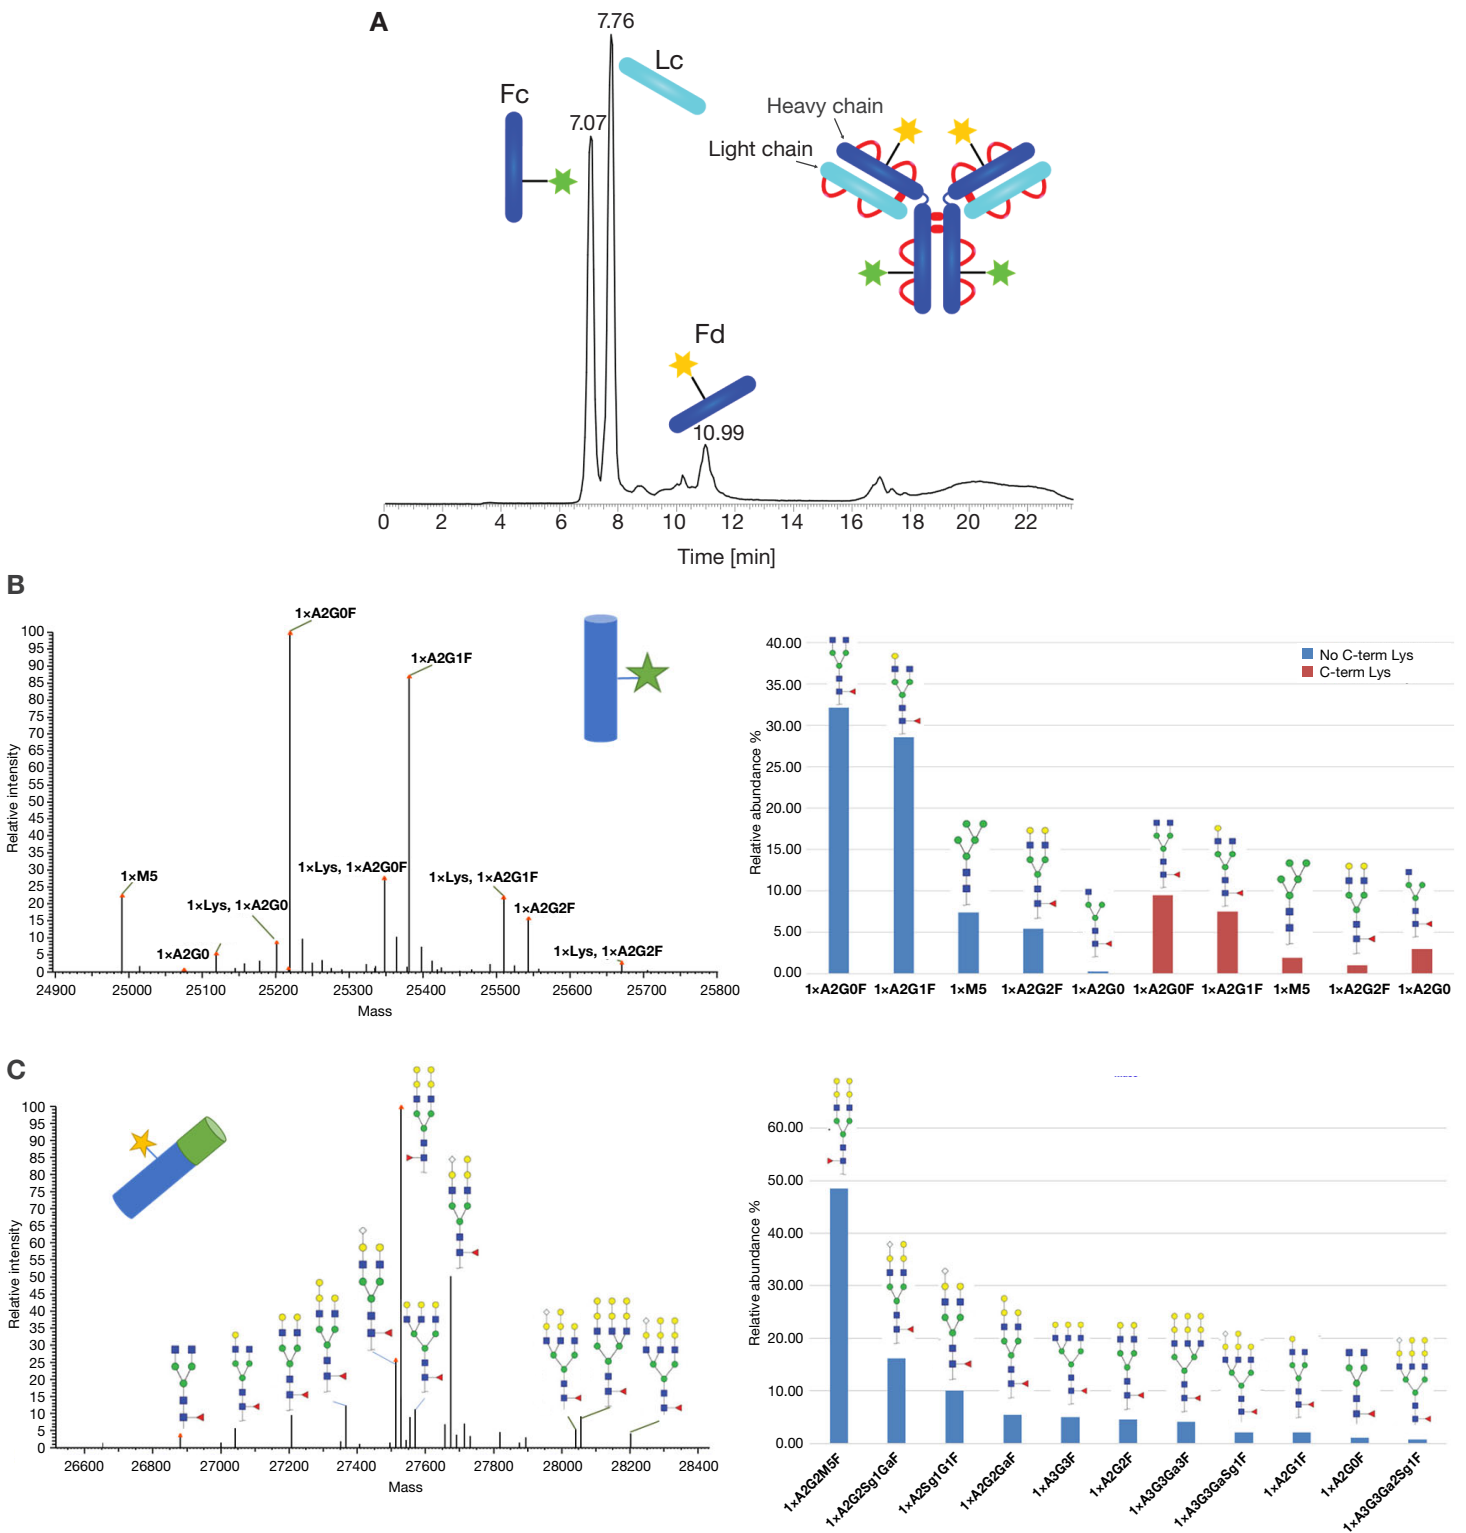 A
7.76
Lc
Fc
7.07
Heavy chain
Light chain
Fd
10.99
0 2 4 6 8 10 12 14 16 18 20 22
Time [min]
B
1×A2G0F
1×A2G1F
1×Lys, 1×A2G0F
1×M5
1×Lys, 1×A2G1F
1×Lys, 1×A2G0
1×A2G2F
1×A2G0
1×Lys, 1×A2G2F
Relative intensity
100
95
90
85
80
75
70
65
60
55
50
45
40
35
30
25
20
15
10
5
0
24900 25000 25100 25200 25300 25400 25500 25600 25700 25800
Mass
No C-term Lys
C-term Lys
Relative abundance %
40.00
35.00
30.00
25.00
20.00
15.00
10.00
5.00
0.00
1×A2G0F 1×A2G1F 1×M5 1×A2G2F 1×A2G0 1×A2G0F 1×A2G1F 1×M5 1×A2G2F 1×A2G0
C
Relative intensity
100
95
90
85
80
75
70
65
60
55
50
45
40
35
30
25
20
15
10
5
0
26600 26800 27000 27200 27400 27600 27800 28000 28200 28400
Mass
Relative abundance %
60.00
50.00
40.00
30.00
20.00
10.00
0.00
1×A2G2M5F
1×A2G2Sg1GaF
1×A2Sg1G1F
1×A2G2GaF
1×A3G3F
1×A2G2F
1×A3G3Ga3F
1×A3G3GaSg1F
1×A2G1F
1×A2G0F
1×A3G3Ga2Sg1F